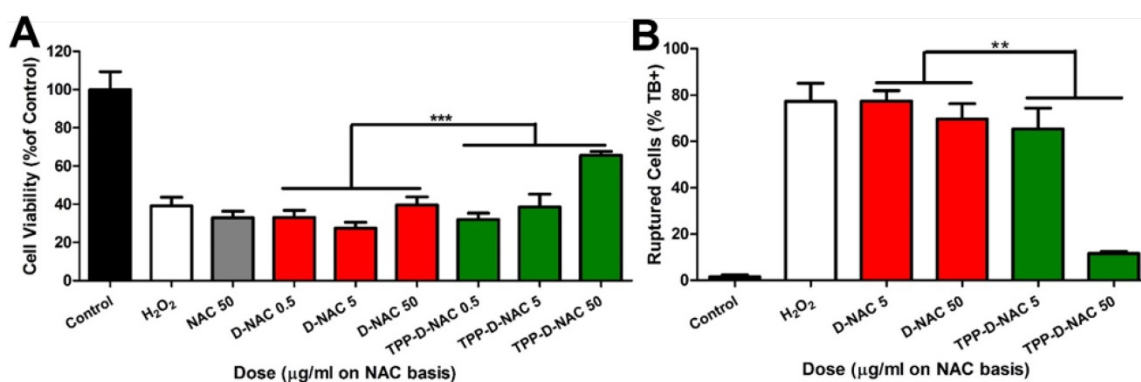 A
Cell Viability (%of Control)
120
100
80
60
40
20
0
***
Control
H₂O₂
NAC 50
D-NAC 0.5
D-NAC 5
D-NAC 50
TPP-D-NAC 0.5
TPP-D-NAC 5
TPP-D-NAC 50
Dose (µg/ml on NAC basis)
B
Ruptured Cells (% TB+)
100
80
60
40
20
0
**
Control
H₂O₂
D-NAC 5
D-NAC 50
TPP-D-NAC 5
TPP-D-NAC 50
Dose (µg/ml on NAC basis)